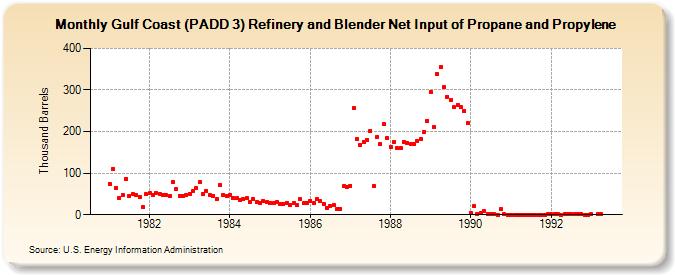 Monthly Gulf Coast (PADD 3) Refinery and Blender Net Input of Propane and Propylene
Thousand Barrels
400
300
200
100
0
1982 1984 1986 1988 1990 1992
Source: U.S. Energy Information Administration